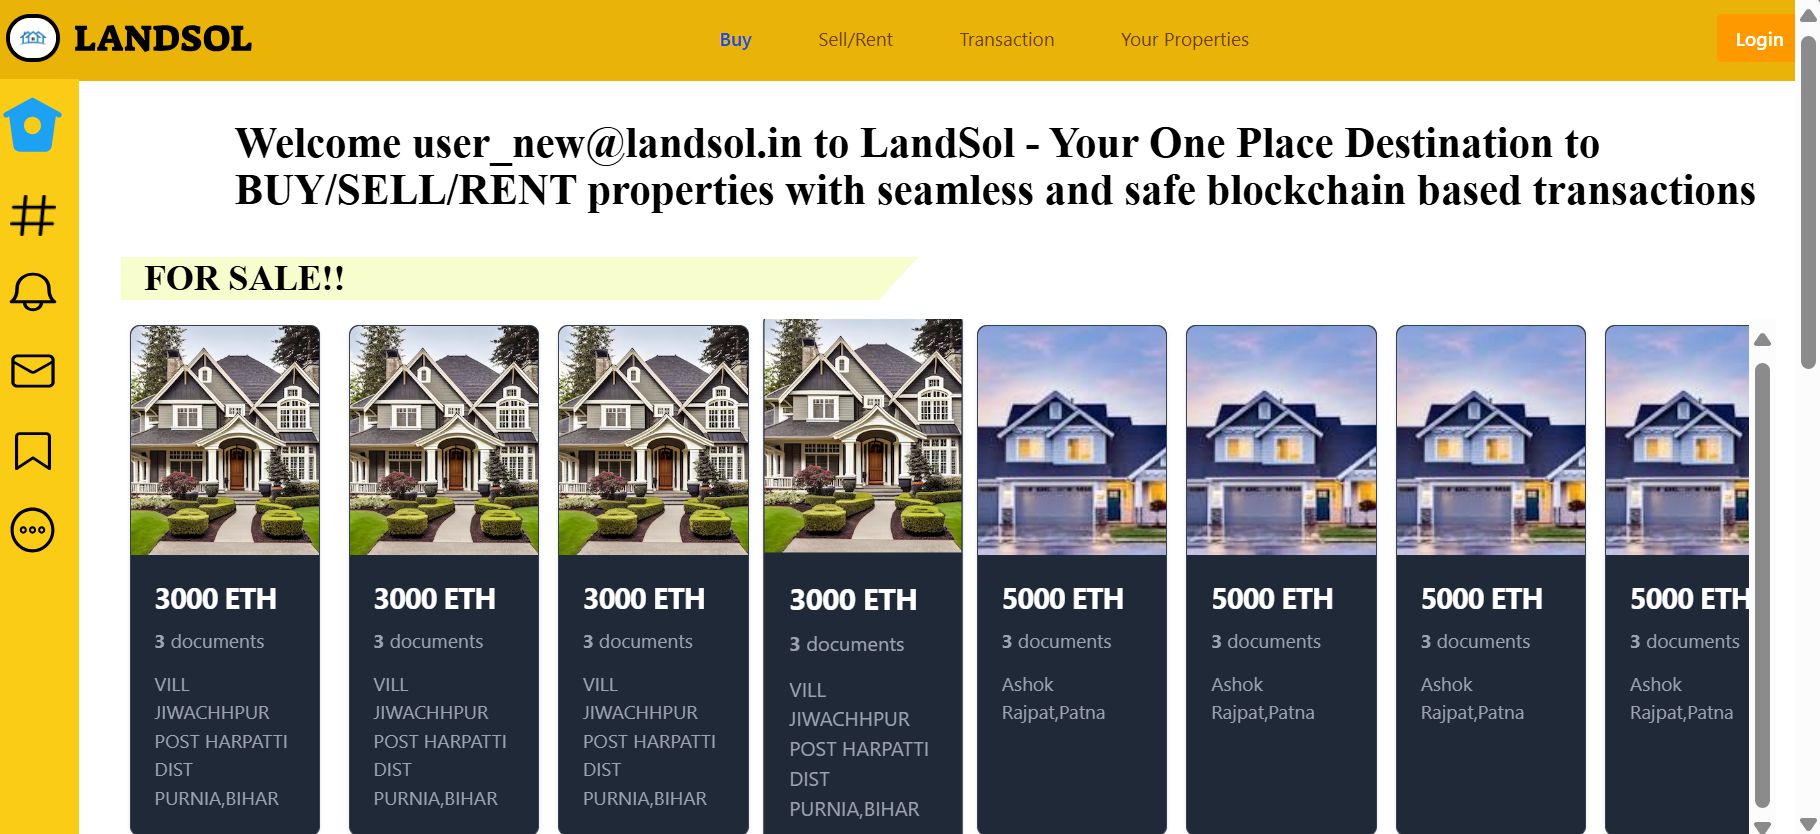 LANDSOL
Buy
Sell/Rent
Transaction
Your Properties
Login
Welcome user_new@landsol.in to LandSol - Your One Place Destination to
BUY/SELL/RENT properties with seamless and safe blockchain based transactions
FOR SALE!!
3000 ETH
3 documents
VILL
JIWACHHPUR
POST HARPATTI
DIST
PURNIA,BIHAR
3000 ETH
3 documents
VILL
JIWACHHPUR
POST HARPATTI
DIST
PURNIA,BIHAR
3000 ETH
3 documents
VILL
JIWACHHPUR
POST HARPATTI
DIST
PURNIA,BIHAR
3000 ETH
3 documents
VILL
JIWACHHPUR
POST HARPATTI
DIST
PURNIA,BIHAR
5000 ETH
3 documents
Ashok
Rajpat,Patna
5000 ETH
3 documents
Ashok
Rajpat,Patna
5000 ETH
3 documents
Ashok
Rajpat,Patna
5000 ETH
3 documents
Ashok
Rajpat,Patna